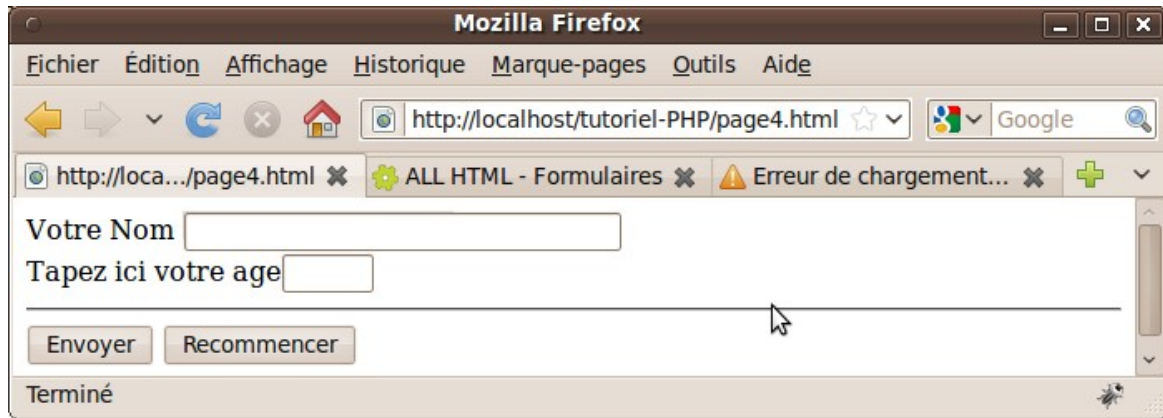 Mozilla Firefox
Fichier Édition Affichage Historique Marque-pages Outils Aide
http://localhost/tutoriel-PHP/page4.html Google
http://loca.../page4.html ALL HTML - Formulaires Erreur de chargement...
Votre Nom
Tapez ici votre age
Envoyer Recommencer
Terminé